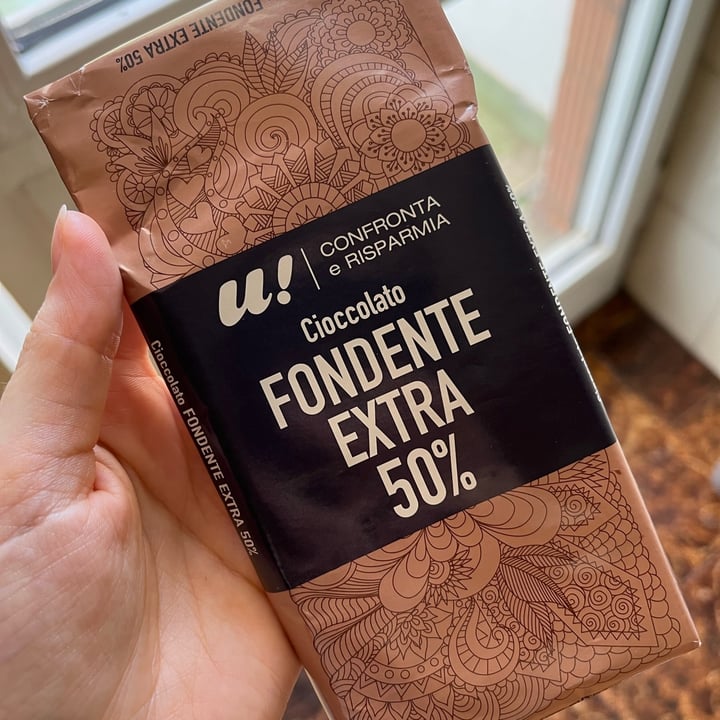 FONDENTE EXTRA 50%
u! CONFRONTA
e RISPARMIA
Cioccolato
FONDENTE
EXTRA
50%
Cioccolato FONDENTE EXTRA 50%